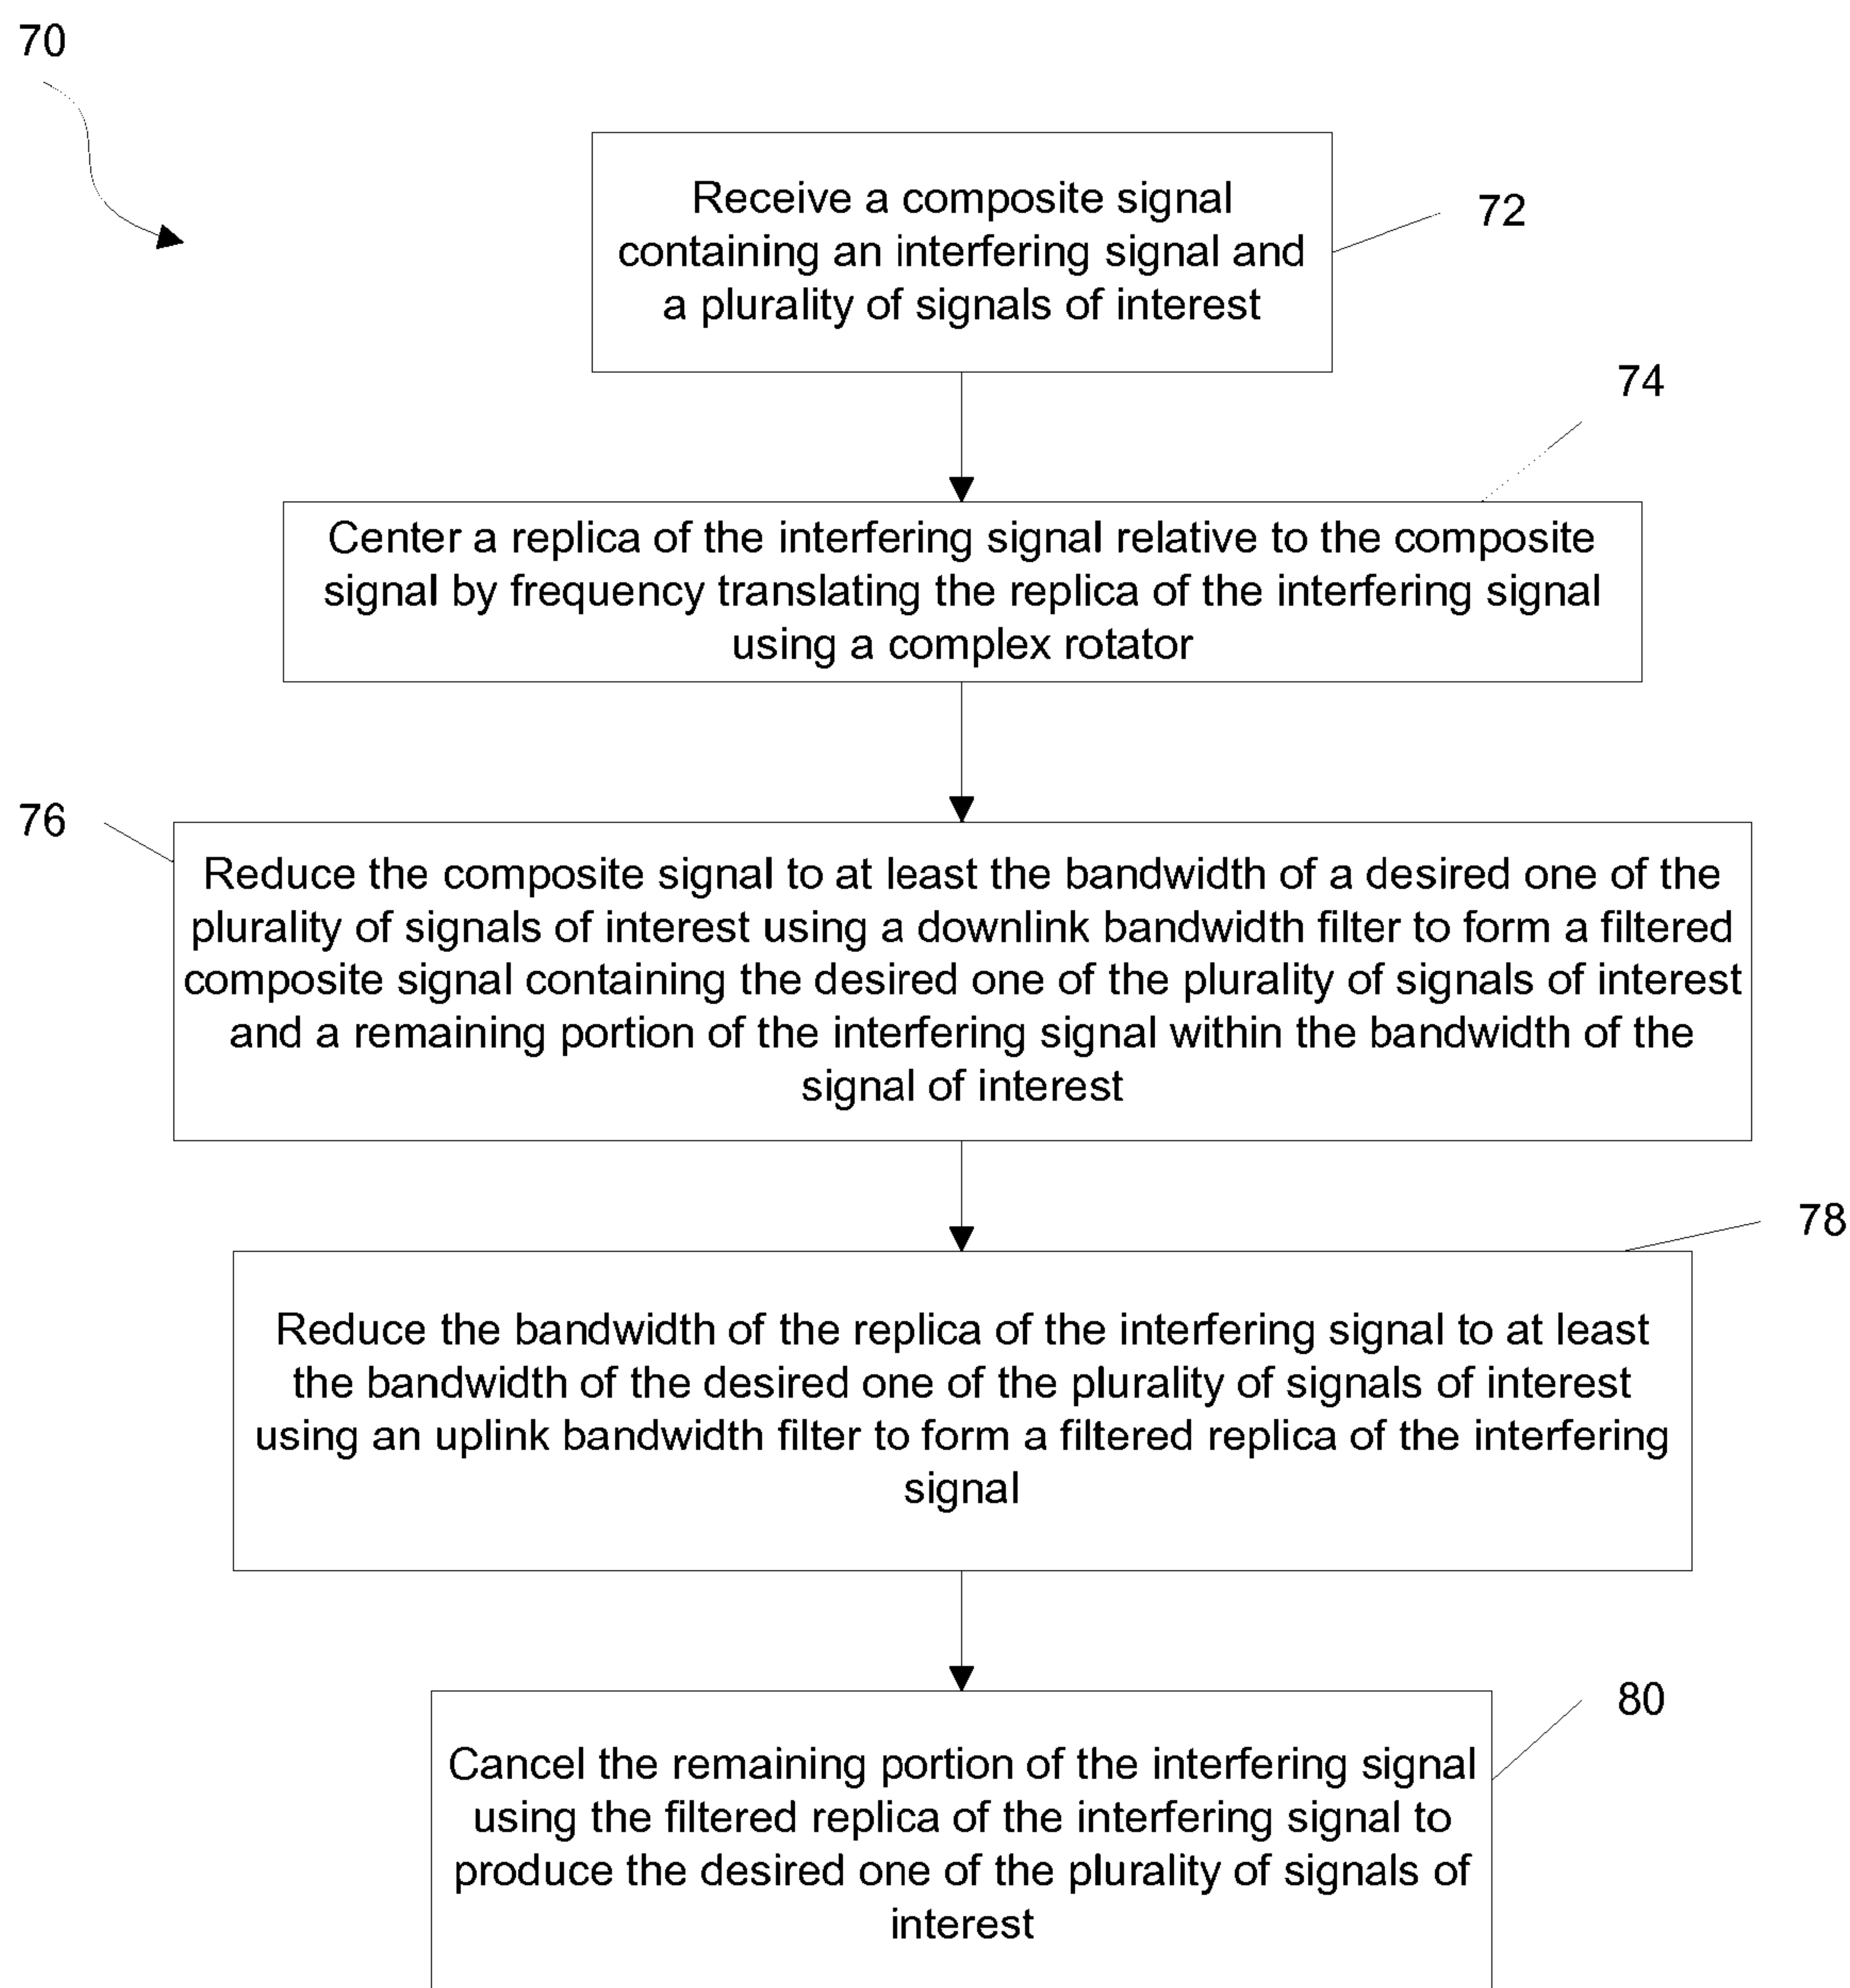 70
Receive a composite signal
containing an interfering signal and
a plurality of signals of interest
72
74
Center a replica of the interfering signal relative to the composite
signal by frequency translating the replica of the interfering signal
using a complex rotator
76
Reduce the composite signal to at least the bandwidth of a desired one of the
plurality of signals of interest using a downlink bandwidth filter to form a filtered
composite signal containing the desired one of the plurality of signals of interest
and a remaining portion of the interfering signal within the bandwidth of the
signal of interest
78
Reduce the bandwidth of the replica of the interfering signal to at least
the bandwidth of the desired one of the plurality of signals of interest
using an uplink bandwidth filter to form a filtered replica of the interfering
signal
80
Cancel the remaining portion of the interfering signal
using the filtered replica of the interfering signal to
produce the desired one of the plurality of signals of
interest